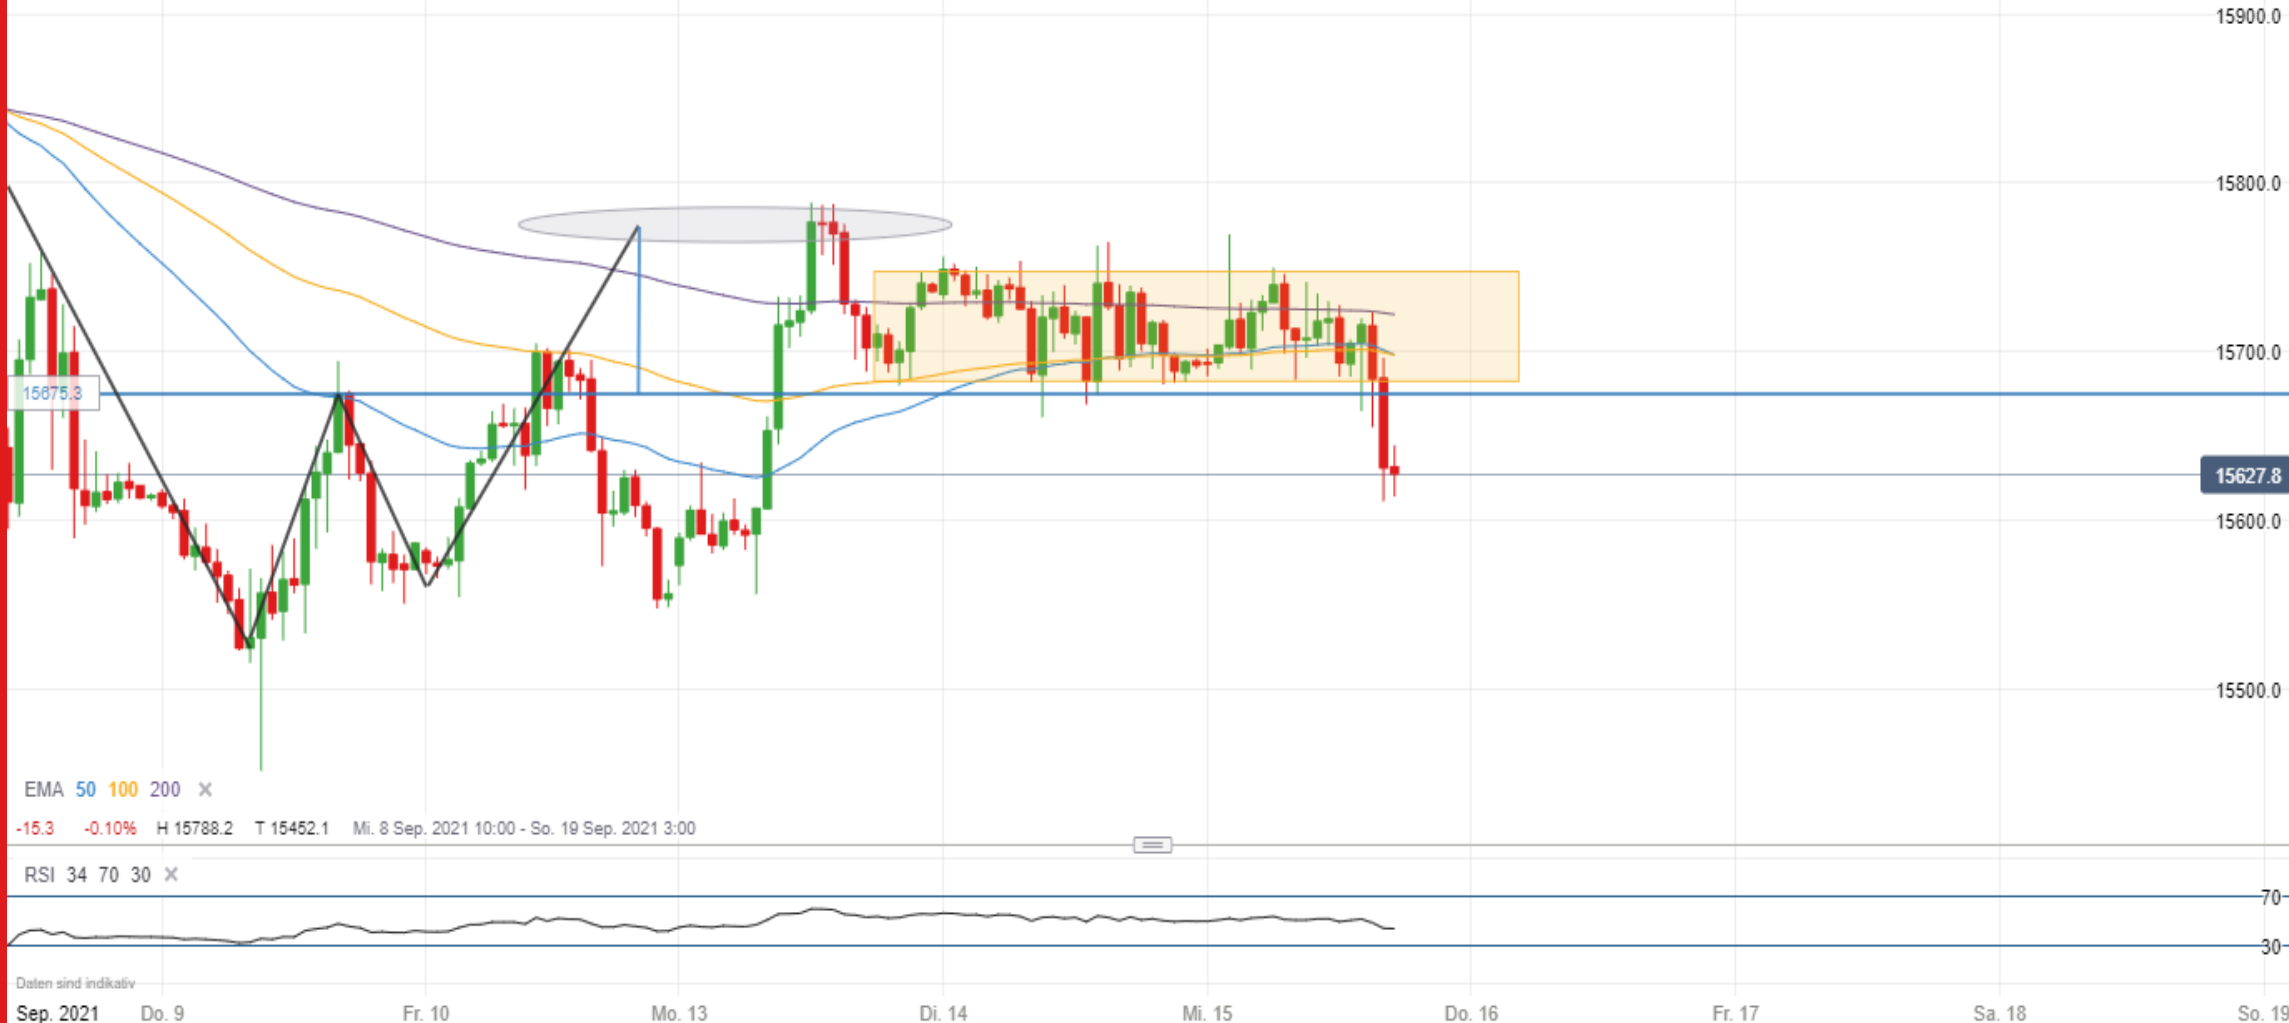 15900.0
15800.0
15700.0
15675.3
15627.8
15600.0
15500.0
EMA 50 100 200 ×
-15.3 -0.10% H 15788.2 T 15452.1 Mi. 8 Sep. 2021 10:00 - So. 19 Sep. 2021 3:00
RSI 34 70 30 ×
70
30
Daten sind indikativ
Sep. 2021 Do. 9 Fr. 10 Mo. 13 Di. 14 Mi. 15 Do. 16 Fr. 17 Sa. 18 So. 19